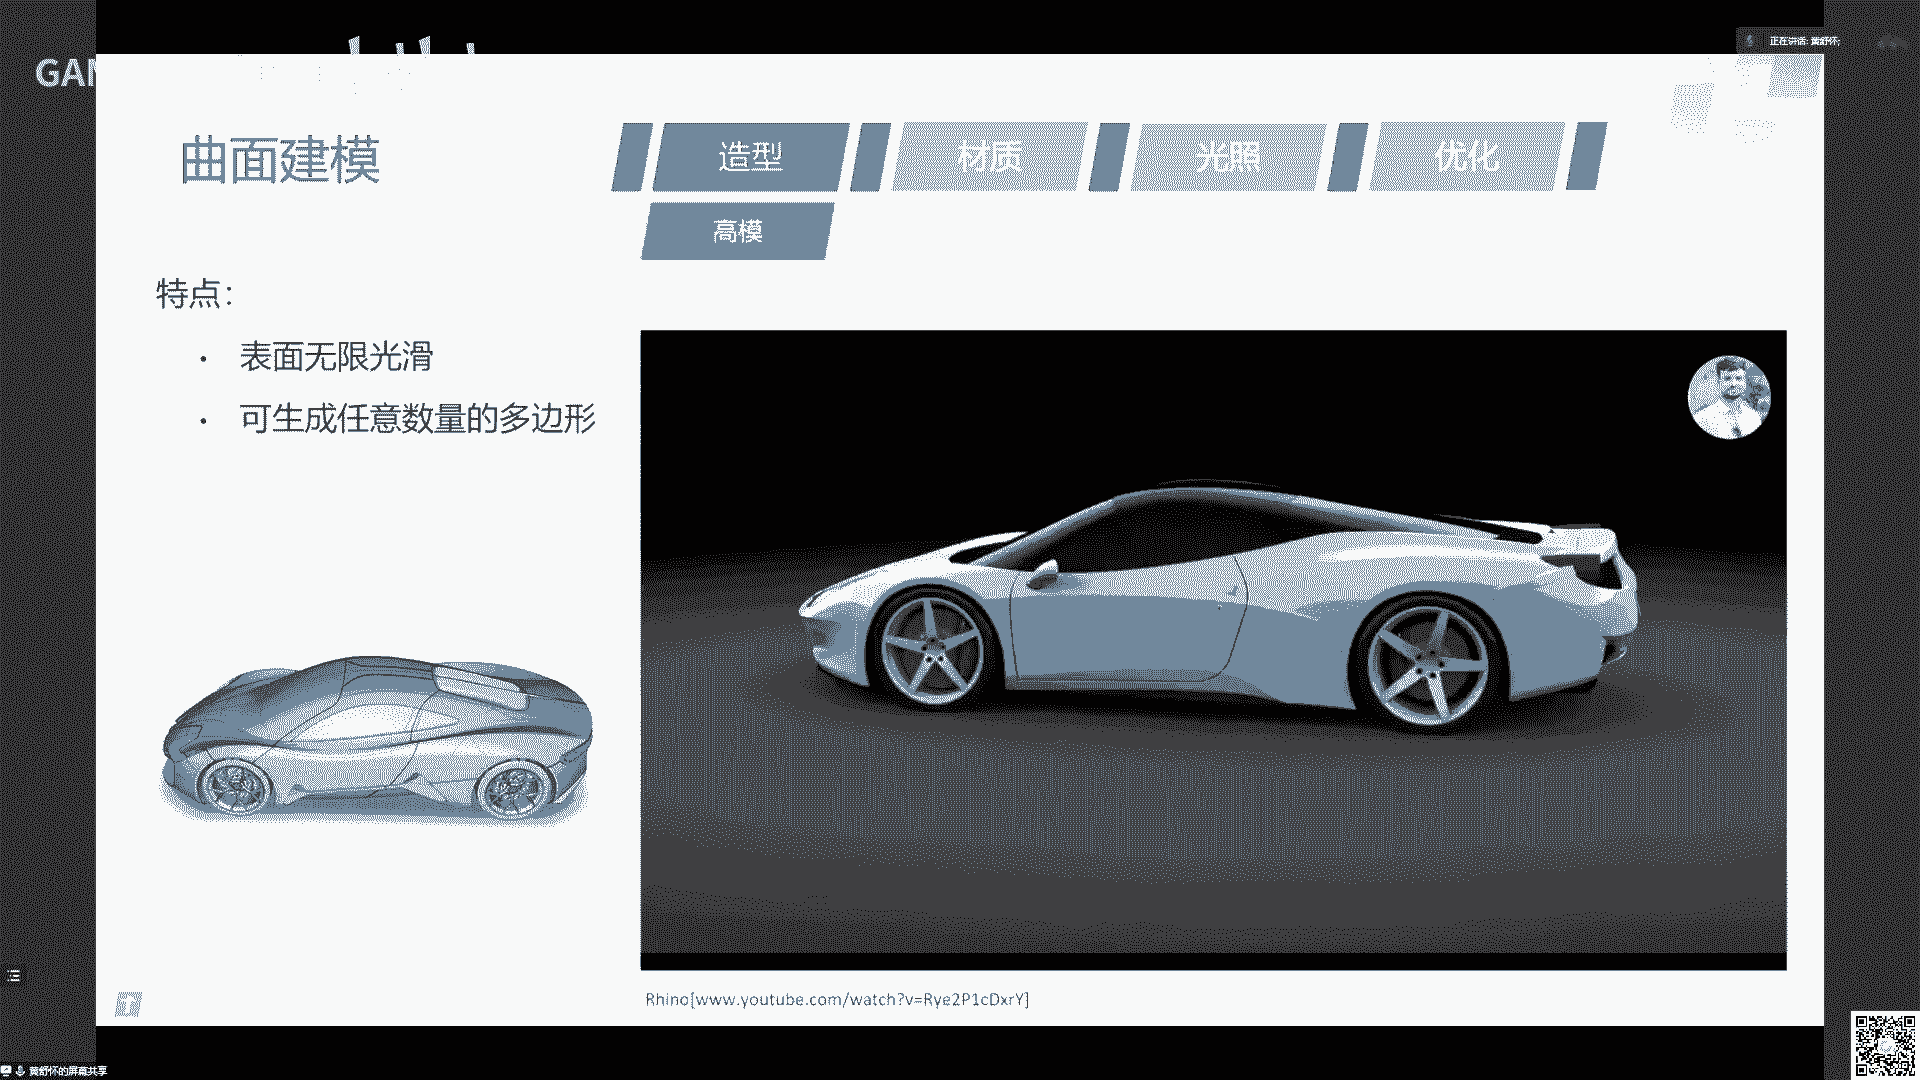 正在讲话: 黄舒怀;
GAM
曲面建模
造型
材质
光照
优化
高模
特点：
• 表面无限光滑
• 可生成任意数量的多边形
Rhino[www.youtube.com/watch?v=Rye2P1cDxrY]
T
黄舒怀的屏幕共享